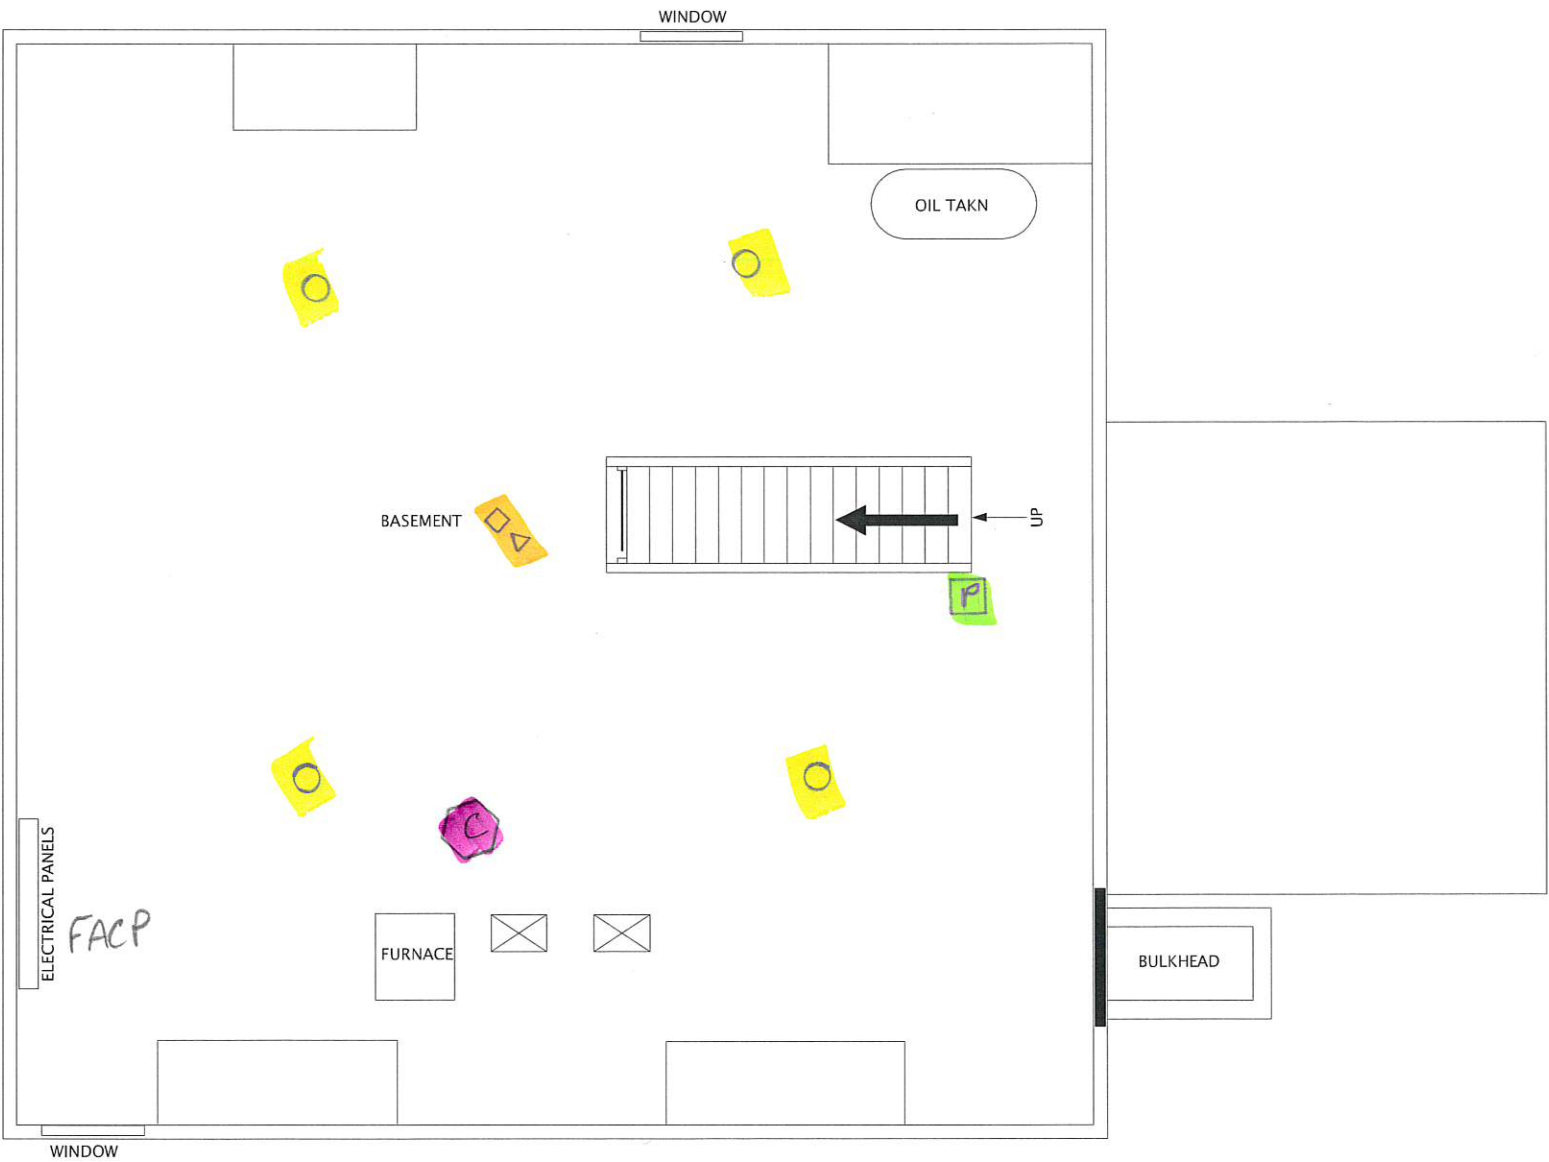 WINDOW
OIL TAKN
BASEMENT
UP
P
C
ELECTRICAL PANELS
FACP
FURNACE
BULKHEAD
WINDOW